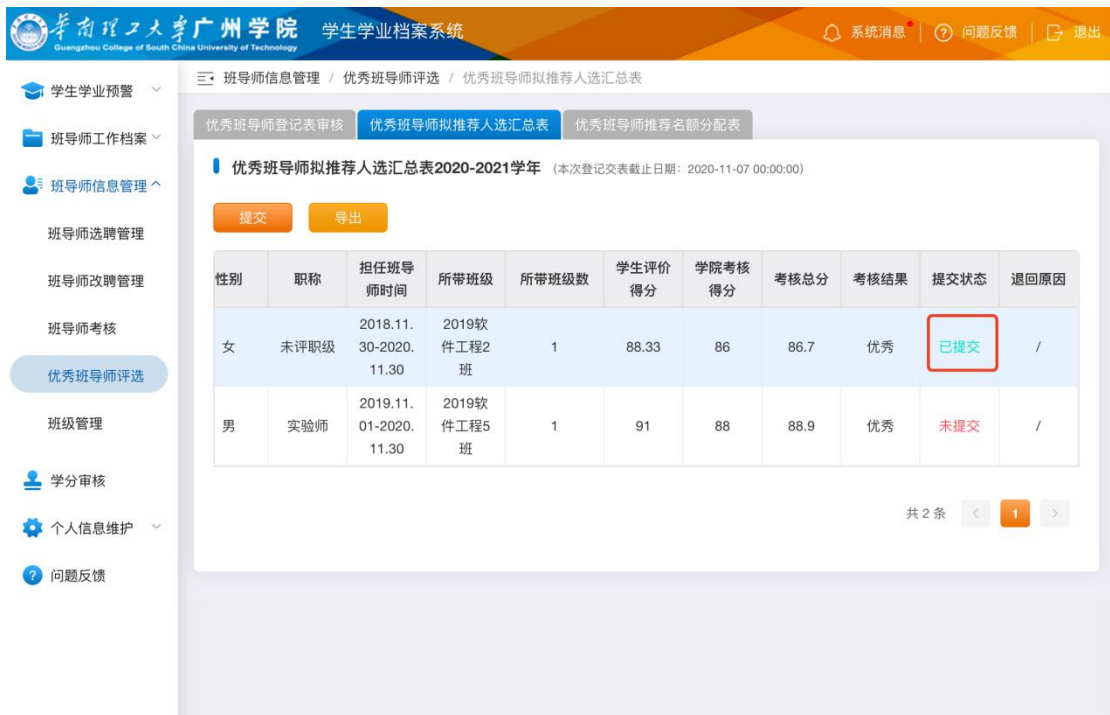 华南理工大学广州学院 学生学业档案系统 系统消息 问题反馈 退出
Guangzhou College of South China University of Technology
班导师信息管理 / 优秀班导师评选 / 优秀班导师拟推荐人选汇总表
学生学业预警
班导师工作档案
班导师信息管理
班导师选聘管理
班导师改聘管理
班导师考核
优秀班导师评选
班级管理
学分审核
个人信息维护
问题反馈
优秀班导师登记表审核 优秀班导师拟推荐人选汇总表 优秀班导师推荐名额分配表
优秀班导师拟推荐人选汇总表2020-2021学年 (本次登记交表截止日期: 2020-11-07 00:00:00)
提交 导出
性别 职称 担任班导师时间 所带班级 所带班级数 学生评价得分 学院考核得分 考核总分 考核结果 提交状态 退回原因
女 未评职级 2018.11.30-2020.11.30 2019软件工程2班 1 88.33 86 86.7 优秀 已提交 /
男 实验师 2019.11.01-2020.11.30 2019软件工程5班 1 91 88 88.9 优秀 未提交 /
共 2 条 < 1 >